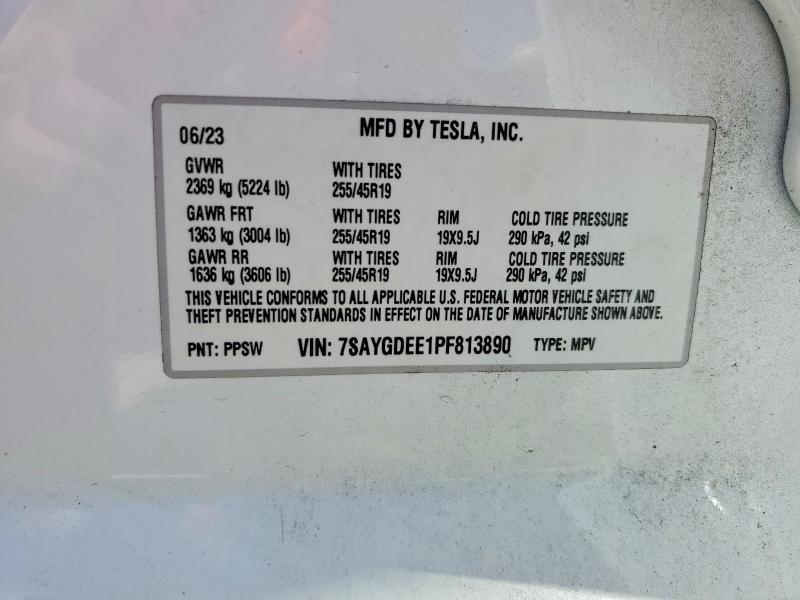 06/23 MFD BY TESLA, INC.
GVWR WITH TIRES
2369 kg (5224 lb) 255/45R19
GAWR FRT WITH TIRES RIM COLD TIRE PRESSURE
1363 kg (3004 lb) 255/45R19 19X9.5J 290 kPa, 42 psi
GAWR RR WITH TIRES RIM COLD TIRE PRESSURE
1636 kg (3606 lb) 255/45R19 19X9.5J 290 kPa, 42 psi
THIS VEHICLE CONFORMS TO ALL APPLICABLE U.S. FEDERAL MOTOR VEHICLE SAFETY AND
THEFT PREVENTION STANDARDS IN EFFECT ON THE DATE OF MANUFACTURE SHOWN ABOVE.
PNT: PPSW VIN: 7SAYGDEE1PF813890 TYPE: MPV